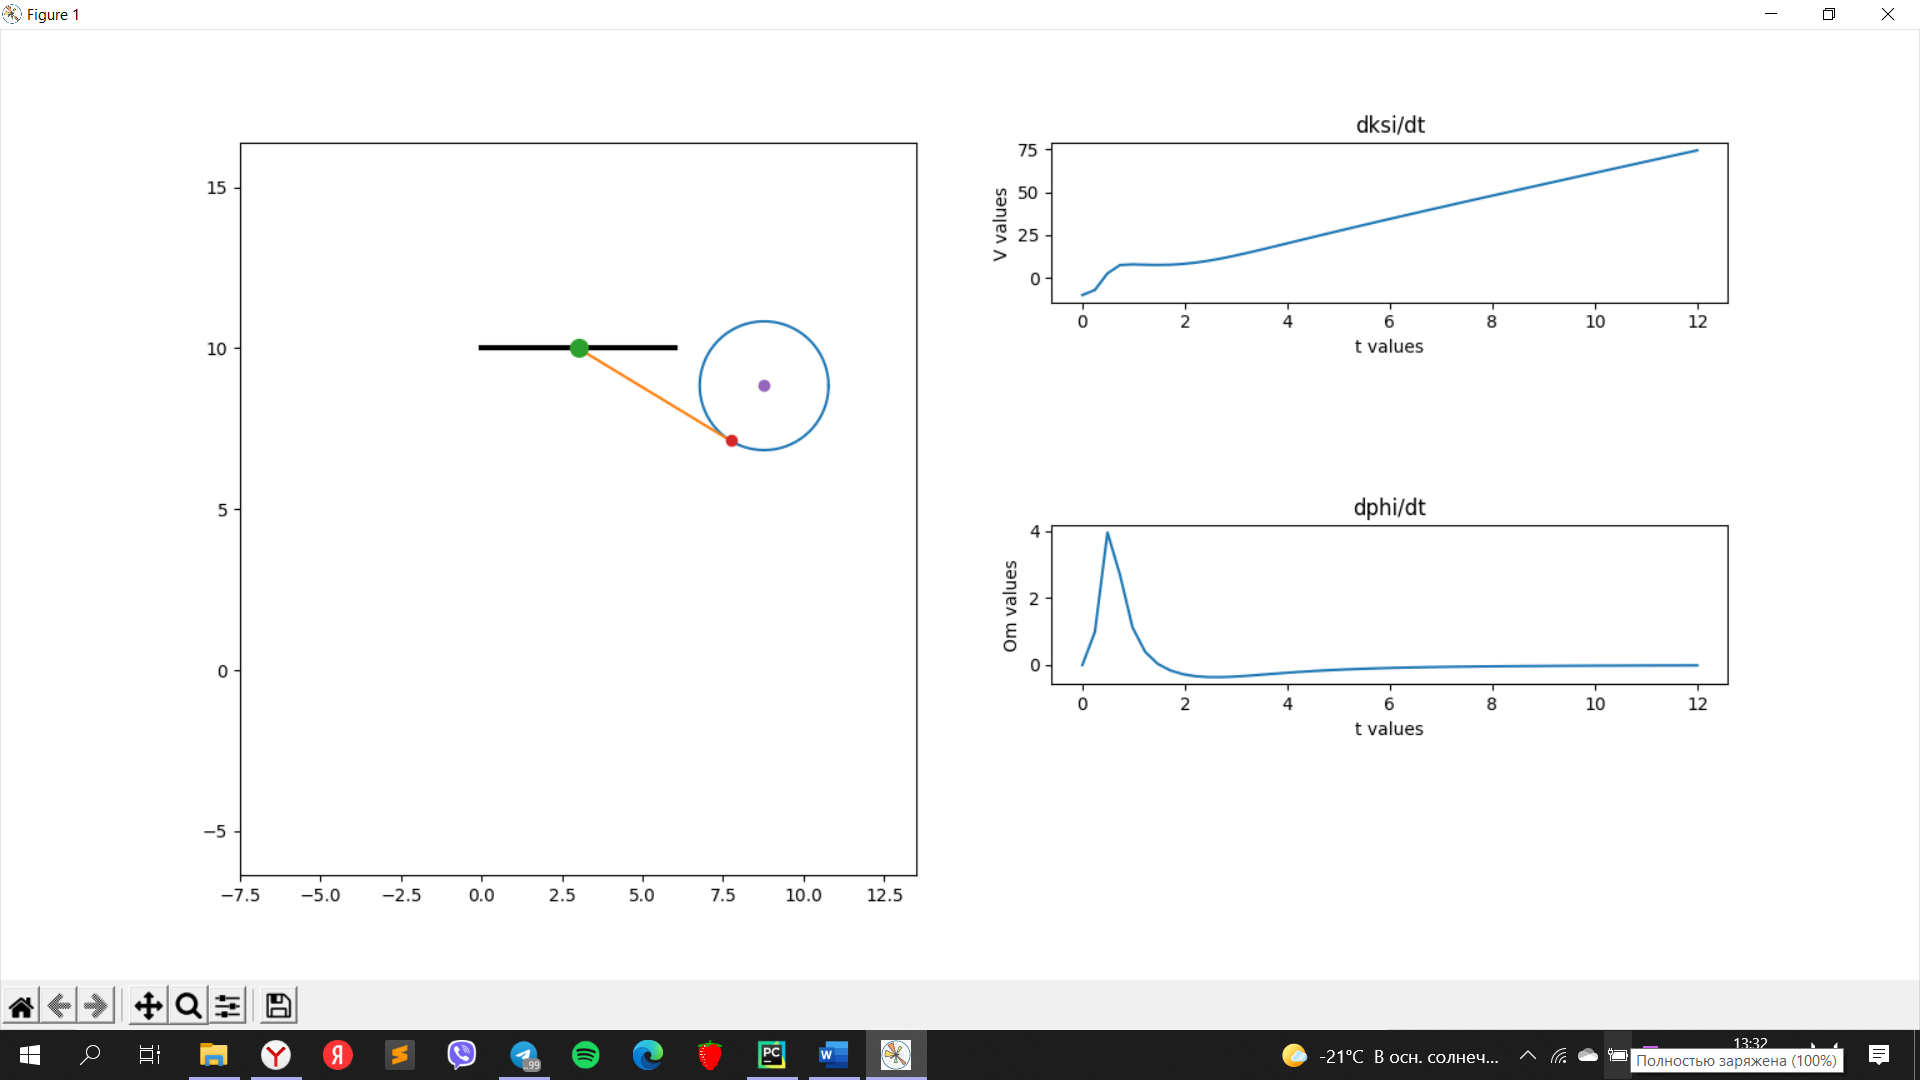 Figure 1
15
10
5
0
−5
−7.5 −5.0 −2.5 0.0 2.5 5.0 7.5 10.0 12.5
dksi/dt
V values
75
50
25
0
0 2 4 6 8 10 12
t values
dphi/dt
Om values
4
2
0
0 2 4 6 8 10 12
t values
Y Я S .99 PC W
-21°C В осн. солнеч...
13:32
Полностью заряжена (100%)